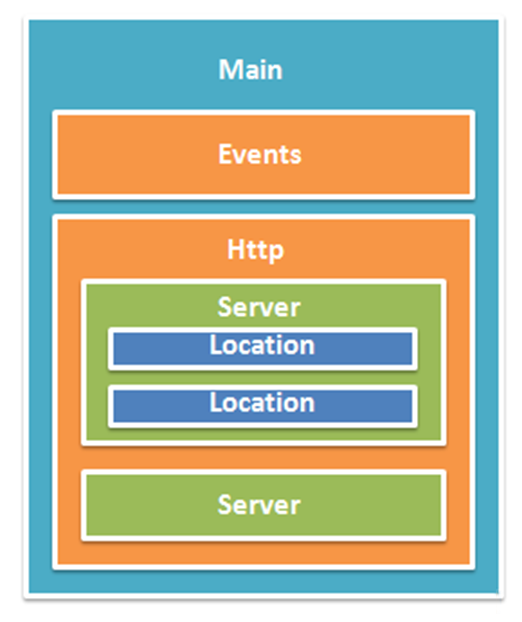 Main
Events
Http
Server
Location
Location
Server